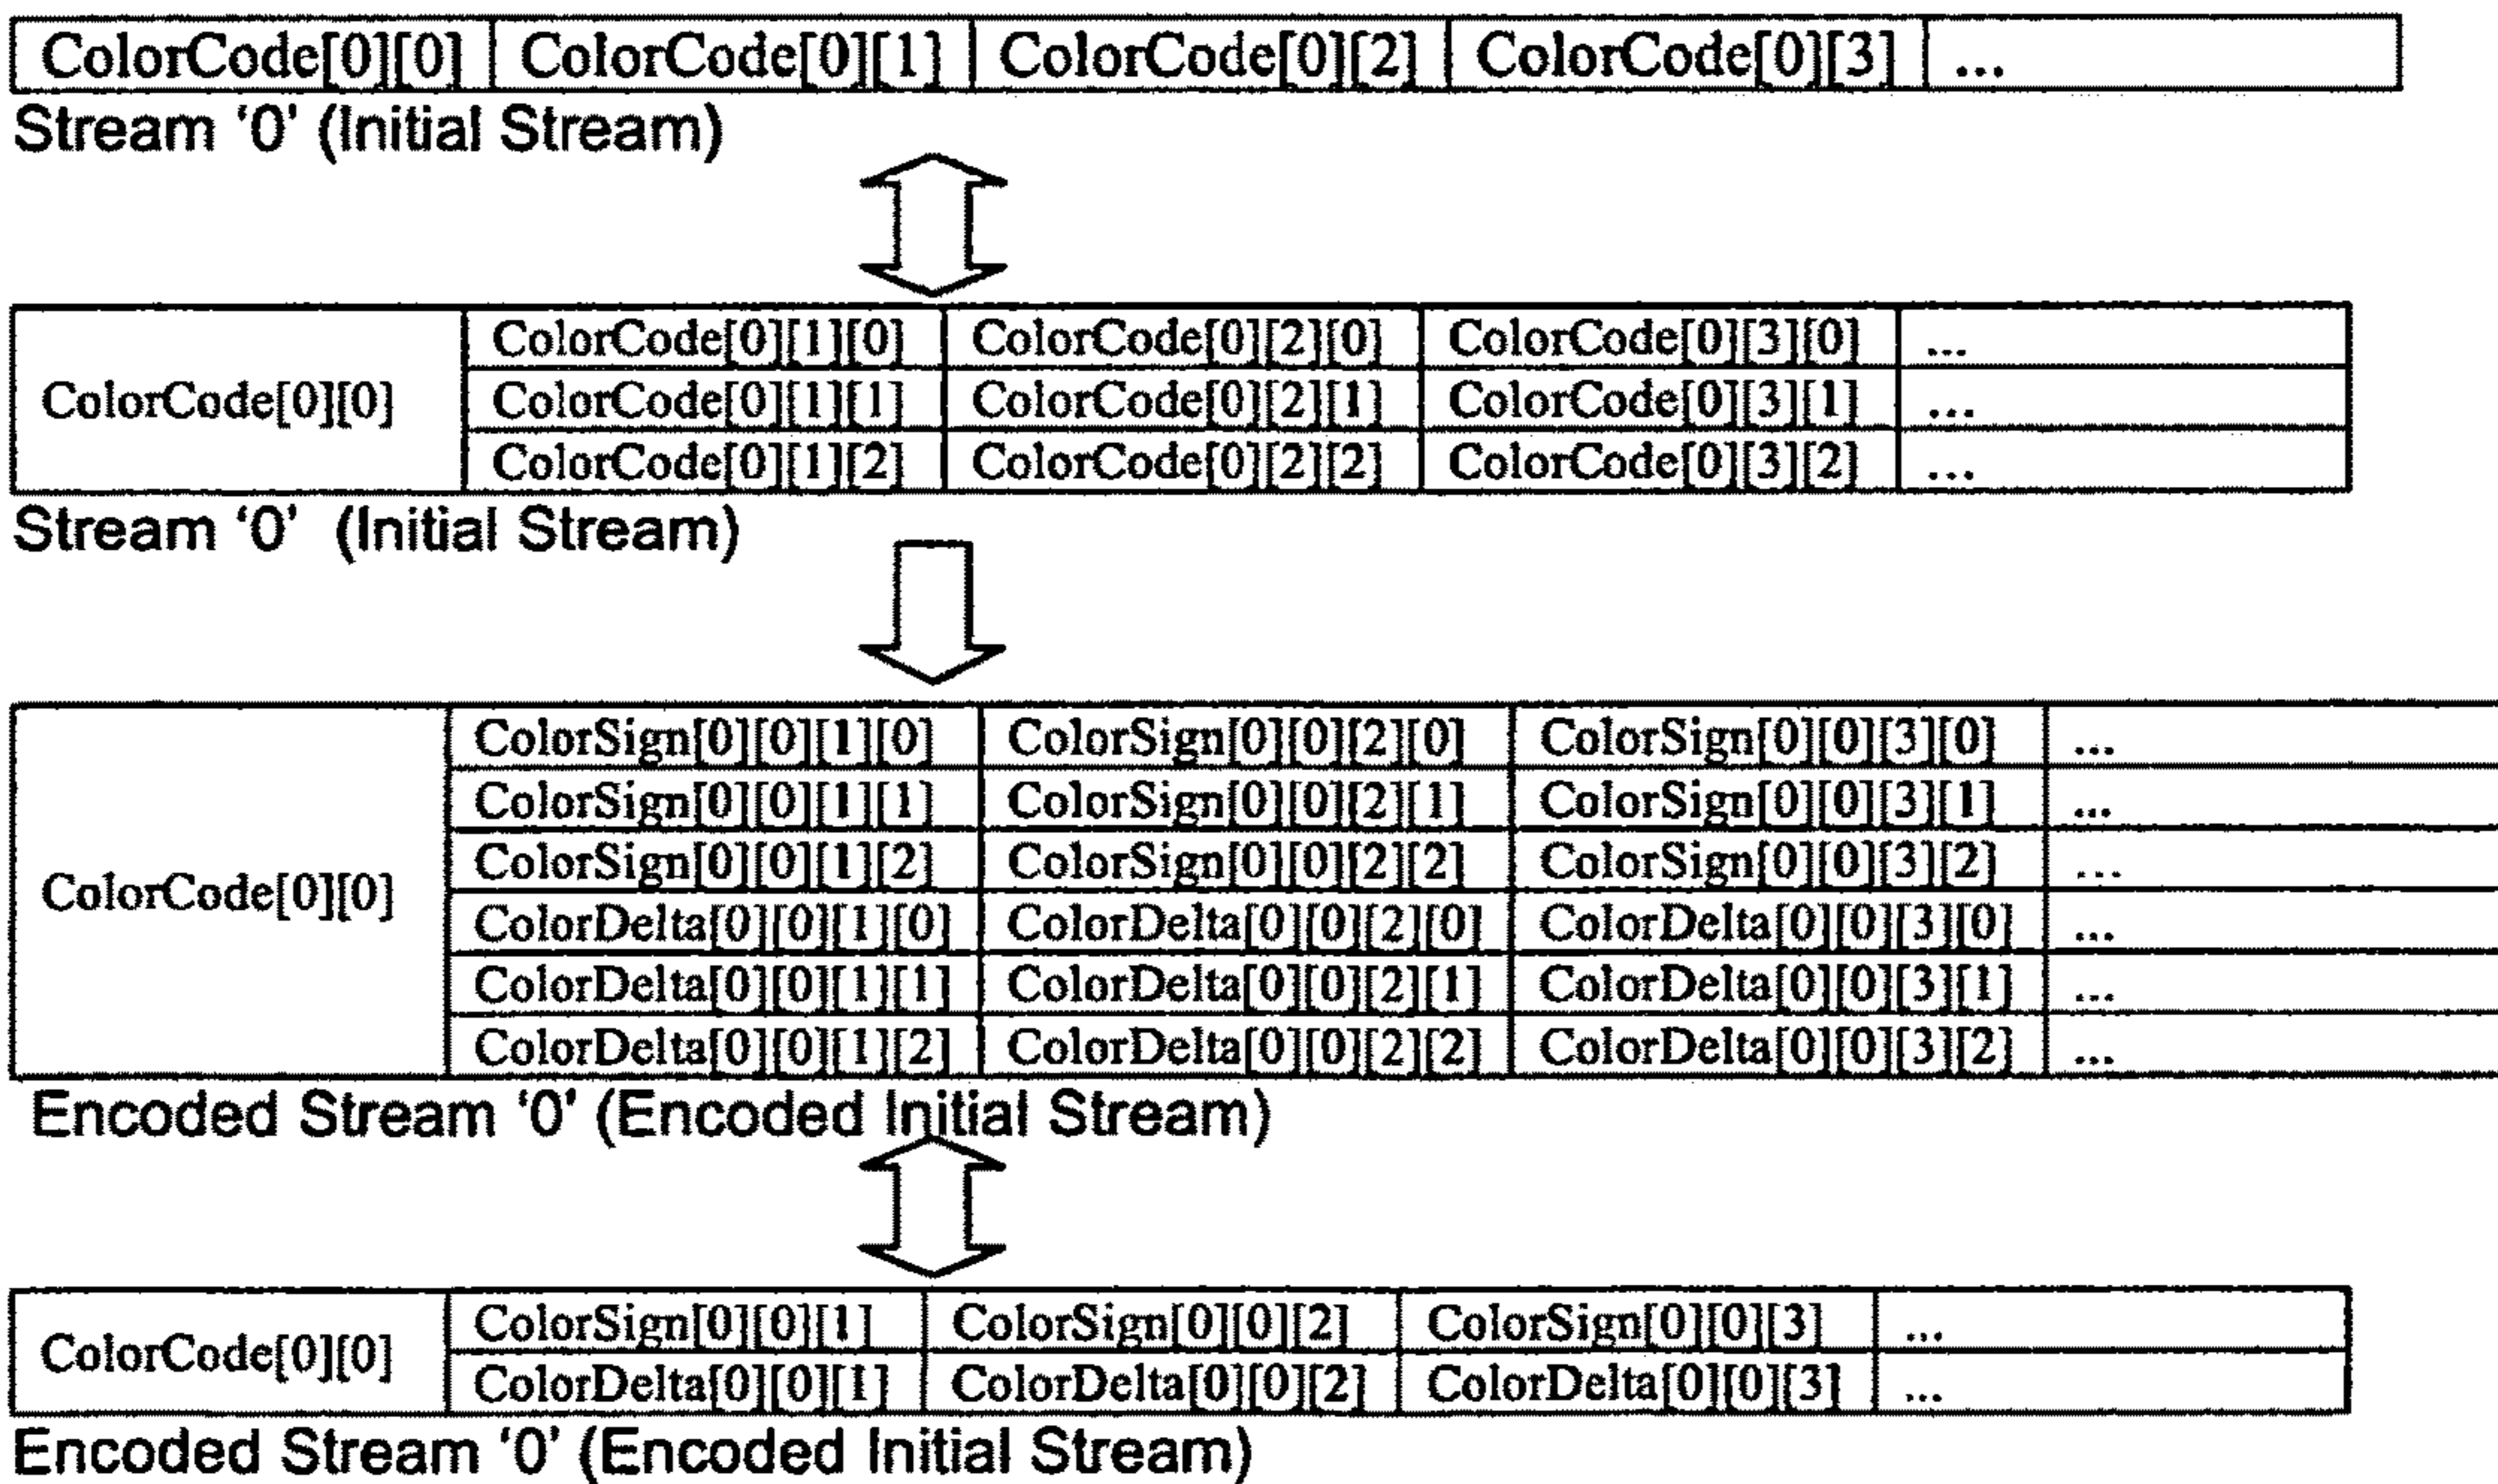 ColorCode[0][0] ColorCode[0][1] ColorCode[0][2] ColorCode[0][3] ...
Stream ‘0’ (Initial Stream)
ColorCode[0][1][0] ColorCode[0][2][0] ColorCode[0][3][0] ...
ColorCode[0][0] ColorCode[0][1][1] ColorCode[0][2][1] ColorCode[0][3][1] ...
ColorCode[0][1][2] ColorCode[0][2][2] ColorCode[0][3][2] ...
Stream ‘0’ (Initial Stream)
ColorSign[0][0][1][0] ColorSign[0][0][2][0] ColorSign[0][0][3][0] ...
ColorSign[0][0][1][1] ColorSign[0][0][2][1] ColorSign[0][0][3][1] ...
ColorSign[0][0][1][2] ColorSign[0][0][2][2] ColorSign[0][0][3][2] ...
ColorCode[0][0]
ColorDelta[0][0][1][0] ColorDelta[0][0][2][0] ColorDelta[0][0][3][0] ...
ColorDelta[0][0][1][1] ColorDelta[0][0][2][1] ColorDelta[0][0][3][1] ...
ColorDelta[0][0][1][2] ColorDelta[0][0][2][2] ColorDelta[0][0][3][2] ...
Encoded Stream ‘0’ (Encoded Initial Stream)
ColorSign[0][0][1] ColorSign[0][0][2] ColorSign[0][0][3] ...
ColorCode[0][0]
ColorDelta[0][0][1] ColorDelta[0][0][2] ColorDelta[0][0][3] ...
Encoded Stream ‘0’ (Encoded Initial Stream)